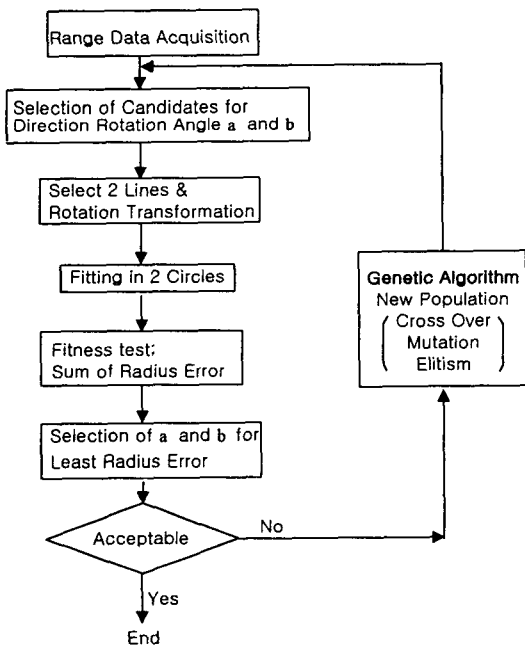 Range Data Acquisition
Selection of Candidates for
Direction Rotation Angle a and b
Select 2 Lines &
Rotation Transformation
Fitting in 2 Circles
Fitness test;
Sum of Radius Error
Selection of a and b for
Least Radius Error
Acceptable
No
Yes
End
Genetic Algorithm
New Population
Cross Over
Mutation
Elitism